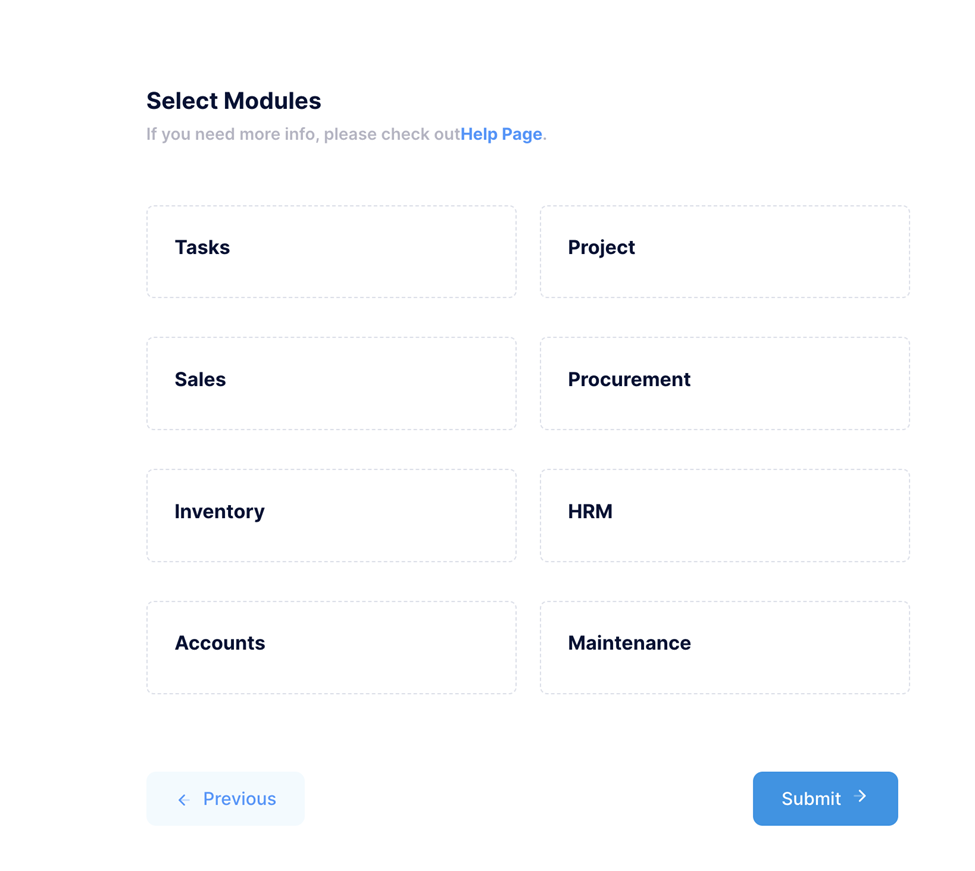 Select Modules
If you need more info, please check outHelp Page.
Tasks
Project
Sales
Procurement
Inventory
HRM
Accounts
Maintenance
Previous
Submit